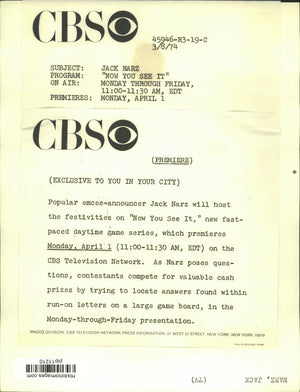 CBS
45946-R3-19-C
3/8/74
SUBJECT: JACK NARZ
PROGRAM: "NOW YOU SEE IT"
ON AIR: MONDAY THROUGH FRIDAY,
11:00-11:30 AM, EDT
PREMIERES: MONDAY, APRIL 1
CBS
(PREMIERE)
(EXCLUSIVE TO YOU IN YOUR CITY)
Popular emcee-announcer Jack Narz will host
the festivities on "Now You See It," new fast-
paced daytime game series, which premieres
Monday, April 1 (11:00-11:30 AM, EDT) on the
CBS Television Network. As Narz poses ques-
tions, contestants compete for valuable cash
prizes by trying to locate answers found within
run-on letters on a large game board, in the
Monday-through-Friday presentation.
PHOTO DIVISION, CBS TELEVISION NETWORK PRESS INFORMATION, 51 WEST 52 STREET, NEW YORK, NEW YORK 10019
pip11270
HistoricImages.com
(TV)
NARZ, JACK